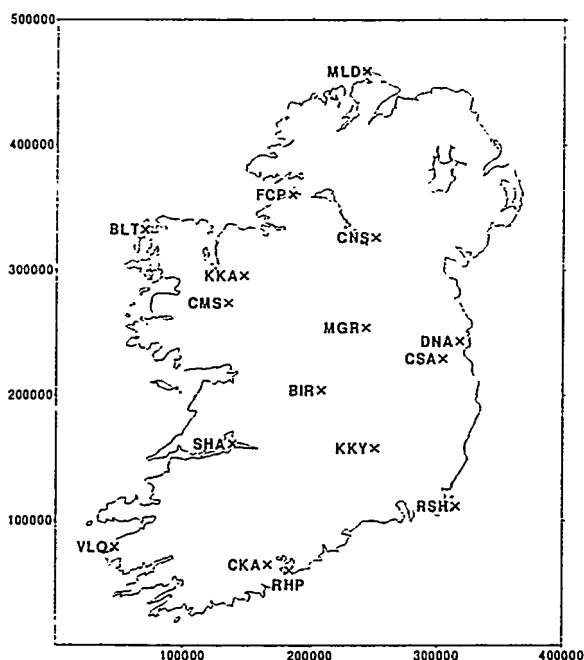 500000
MLD
400000
FCP
BLT
CNS
300000
KKA
CMS
MGR
DNA
CSA
200000
BIR
SHA
KKY
100000
RSH
VLO
CKA
RHP
100000 200000 300000 400000